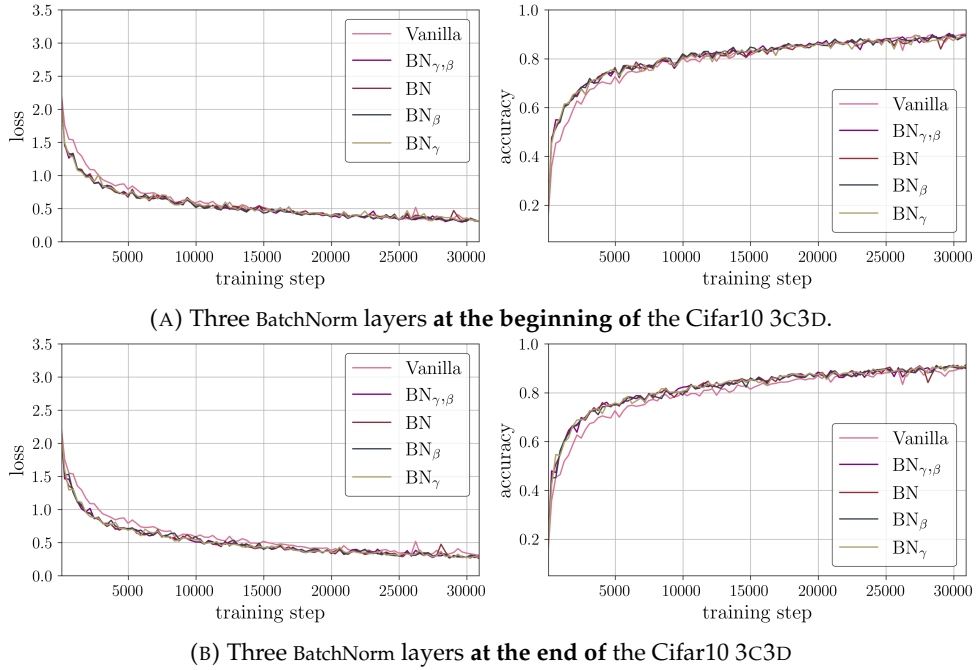 3.5
3.0
2.5
2.0
1.5
1.0
0.5
0.0
loss
5000 10000 15000 20000 25000 30000
training step
Vanilla
BNγ,β
BN
BNβ
BNγ
1.0
0.8
0.6
0.4
0.2
accuracy
5000 10000 15000 20000 25000 30000
training step
Vanilla
BNγ,β
BN
BNβ
BNγ
(A) Three BatchNorm layers at the beginning of the Cifar10 3C3D.
3.5
3.0
2.5
2.0
1.5
1.0
0.5
0.0
loss
5000 10000 15000 20000 25000 30000
training step
Vanilla
BNγ,β
BN
BNβ
BNγ
1.0
0.8
0.6
0.4
0.2
accuracy
5000 10000 15000 20000 25000 30000
training step
Vanilla
BNγ,β
BN
BNβ
BNγ
(B) Three BatchNorm layers at the end of the Cifar10 3C3D